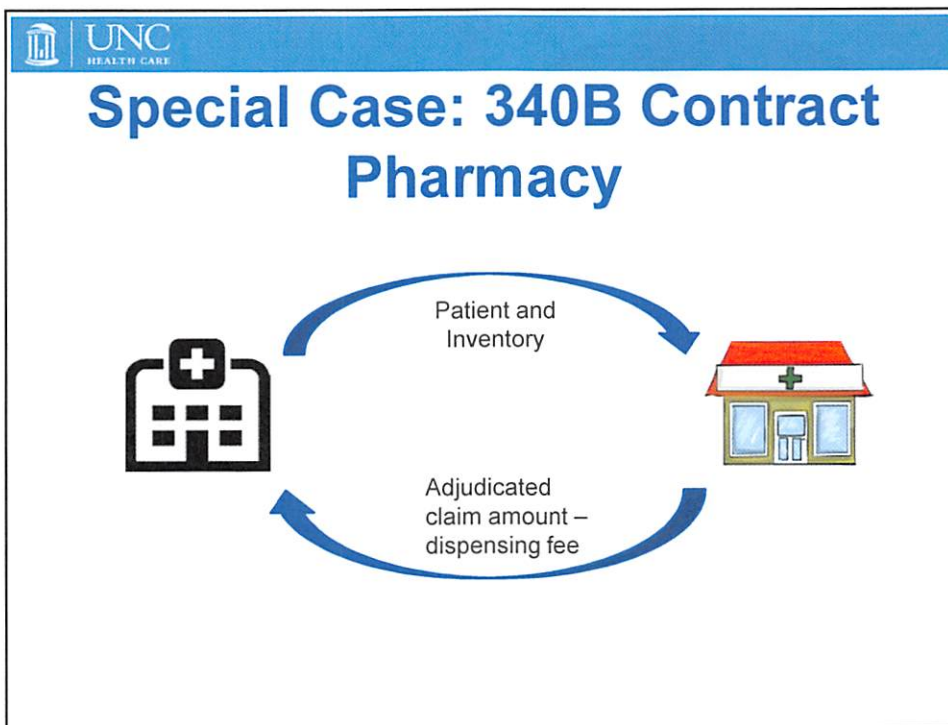 UNC
HEALTH CARE
Special Case: 340B Contract
Pharmacy
Patient and
Inventory
Adjudicated
claim amount –
dispensing fee